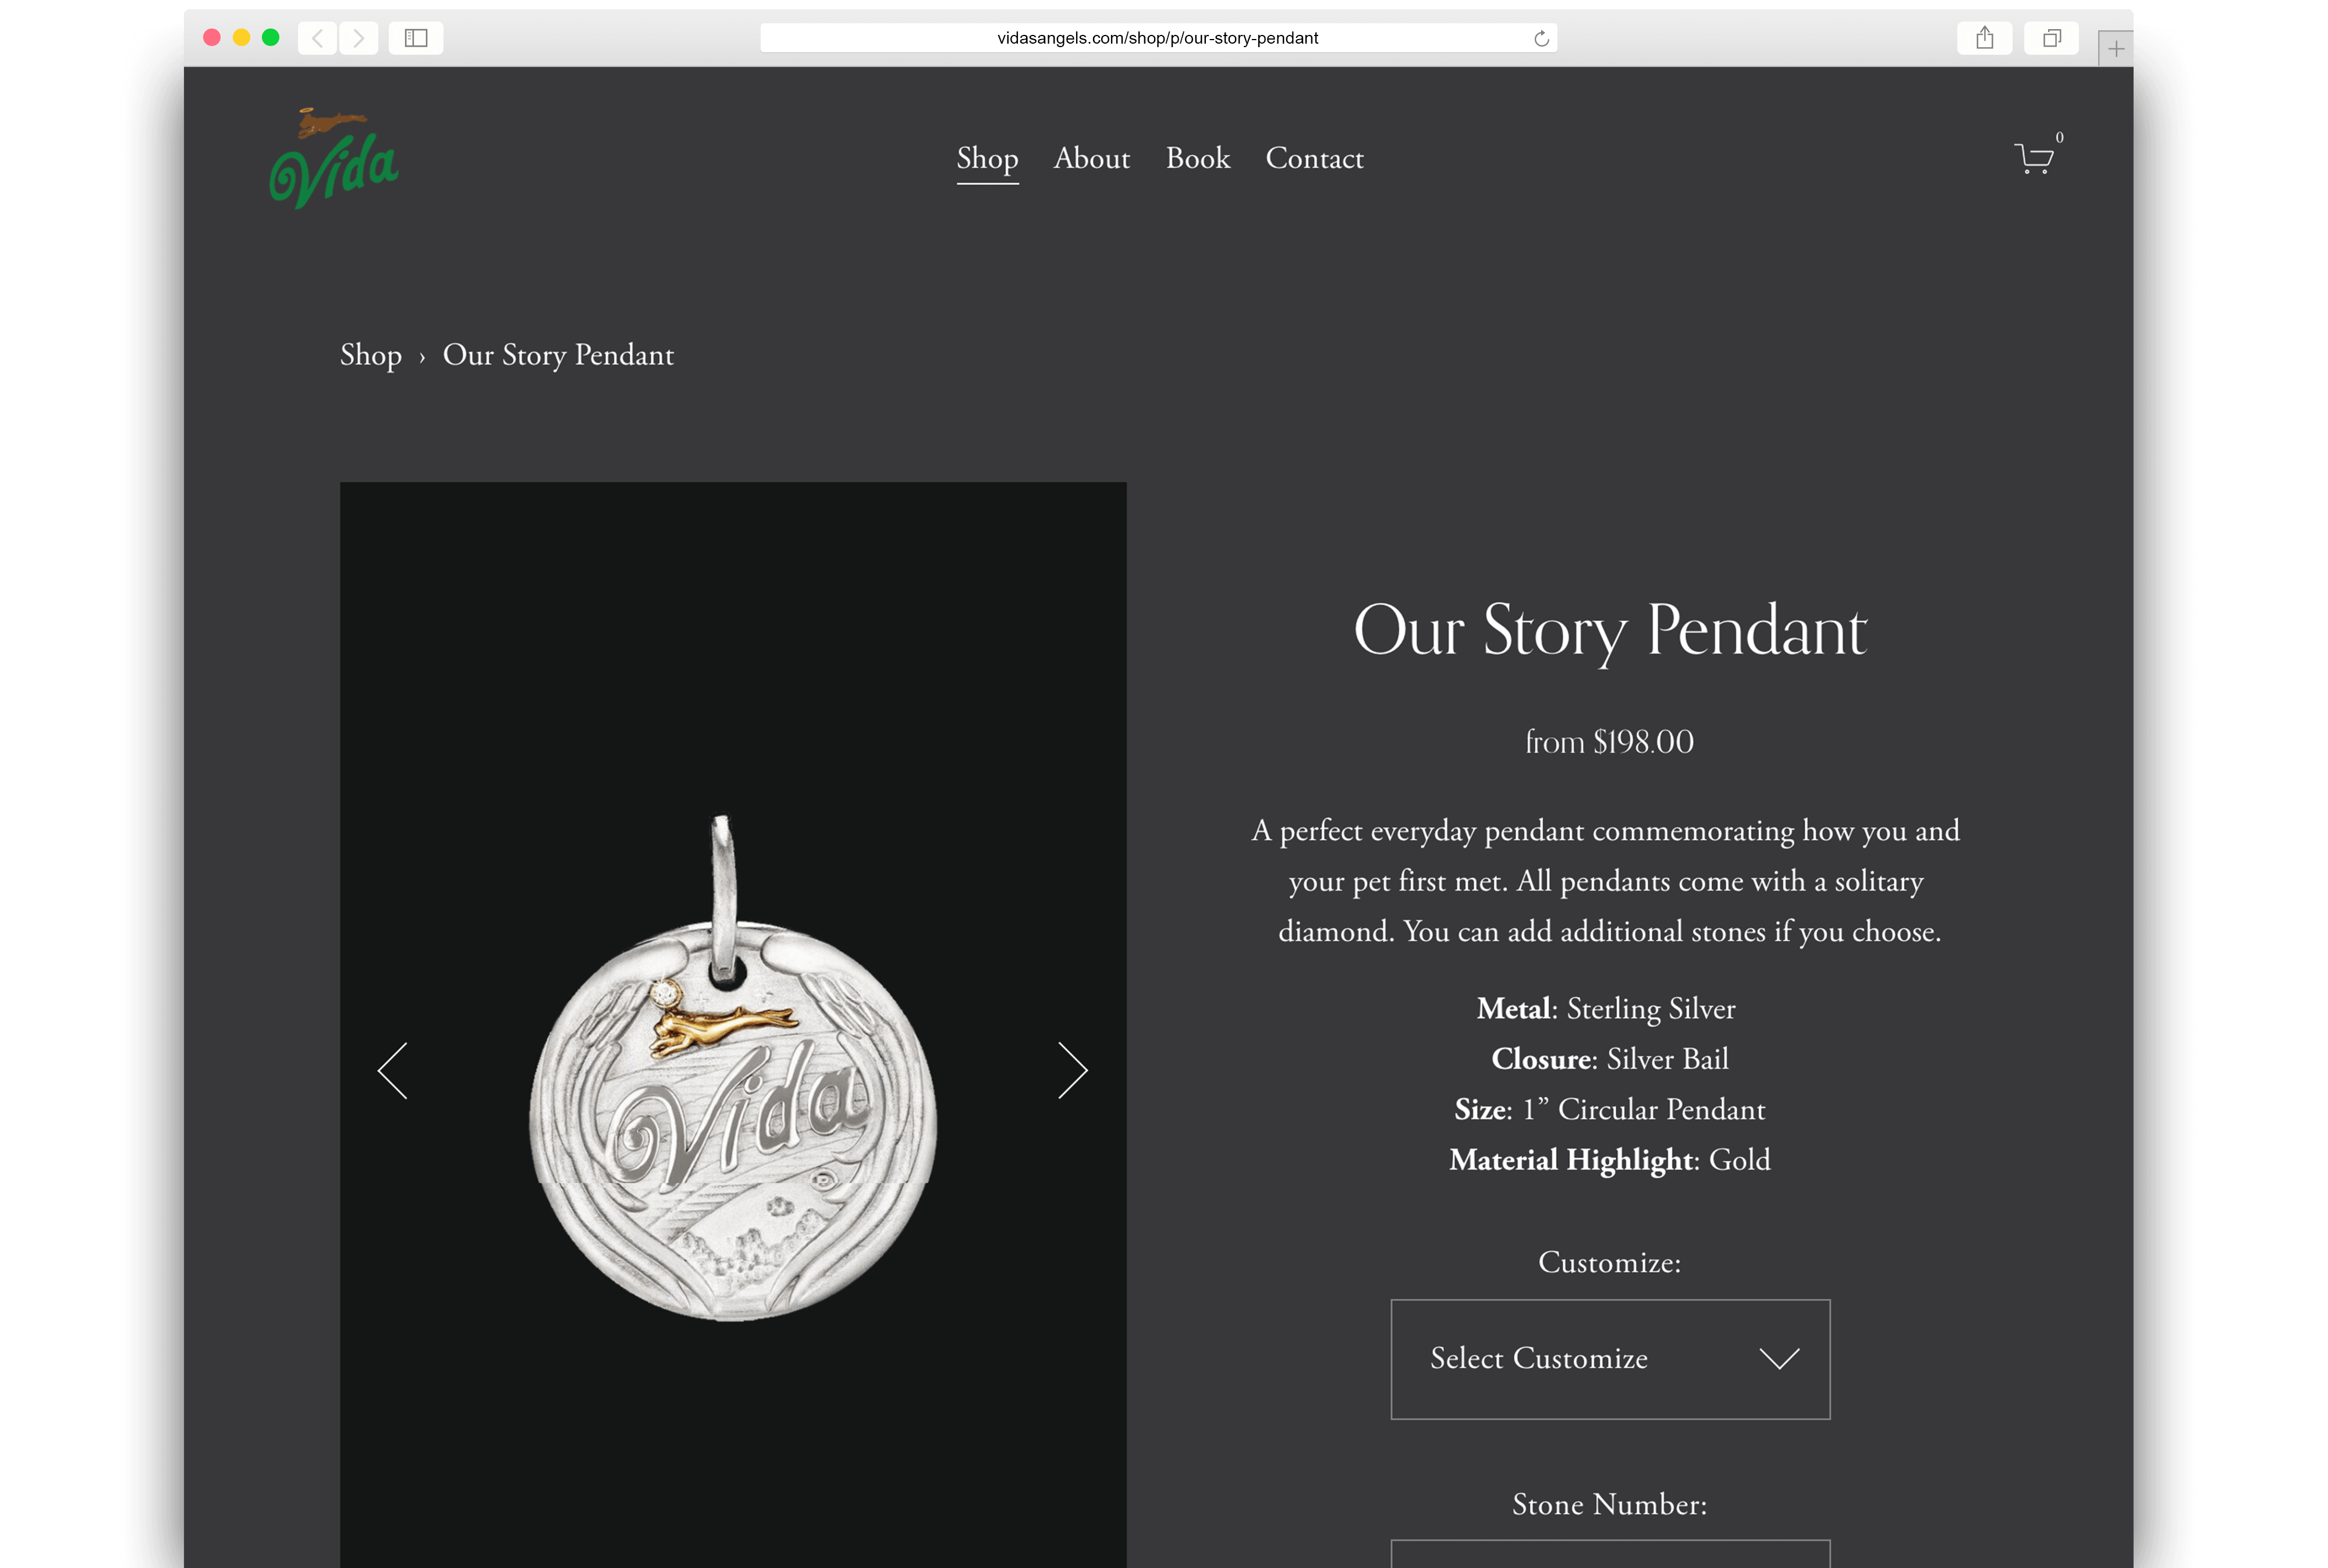 vidasangels.com/shop/p/our-story-pendant
Vida
Shop About Book Contact
0
Shop › Our Story Pendant
Vida
Our Story Pendant
from $198.00
A perfect everyday pendant commemorating how you and
your pet first met. All pendants come with a solitary
diamond. You can add additional stones if you choose.
Metal: Sterling Silver
Closure: Silver Bail
Size: 1” Circular Pendant
Material Highlight: Gold
Customize:
Select Customize
Stone Number: